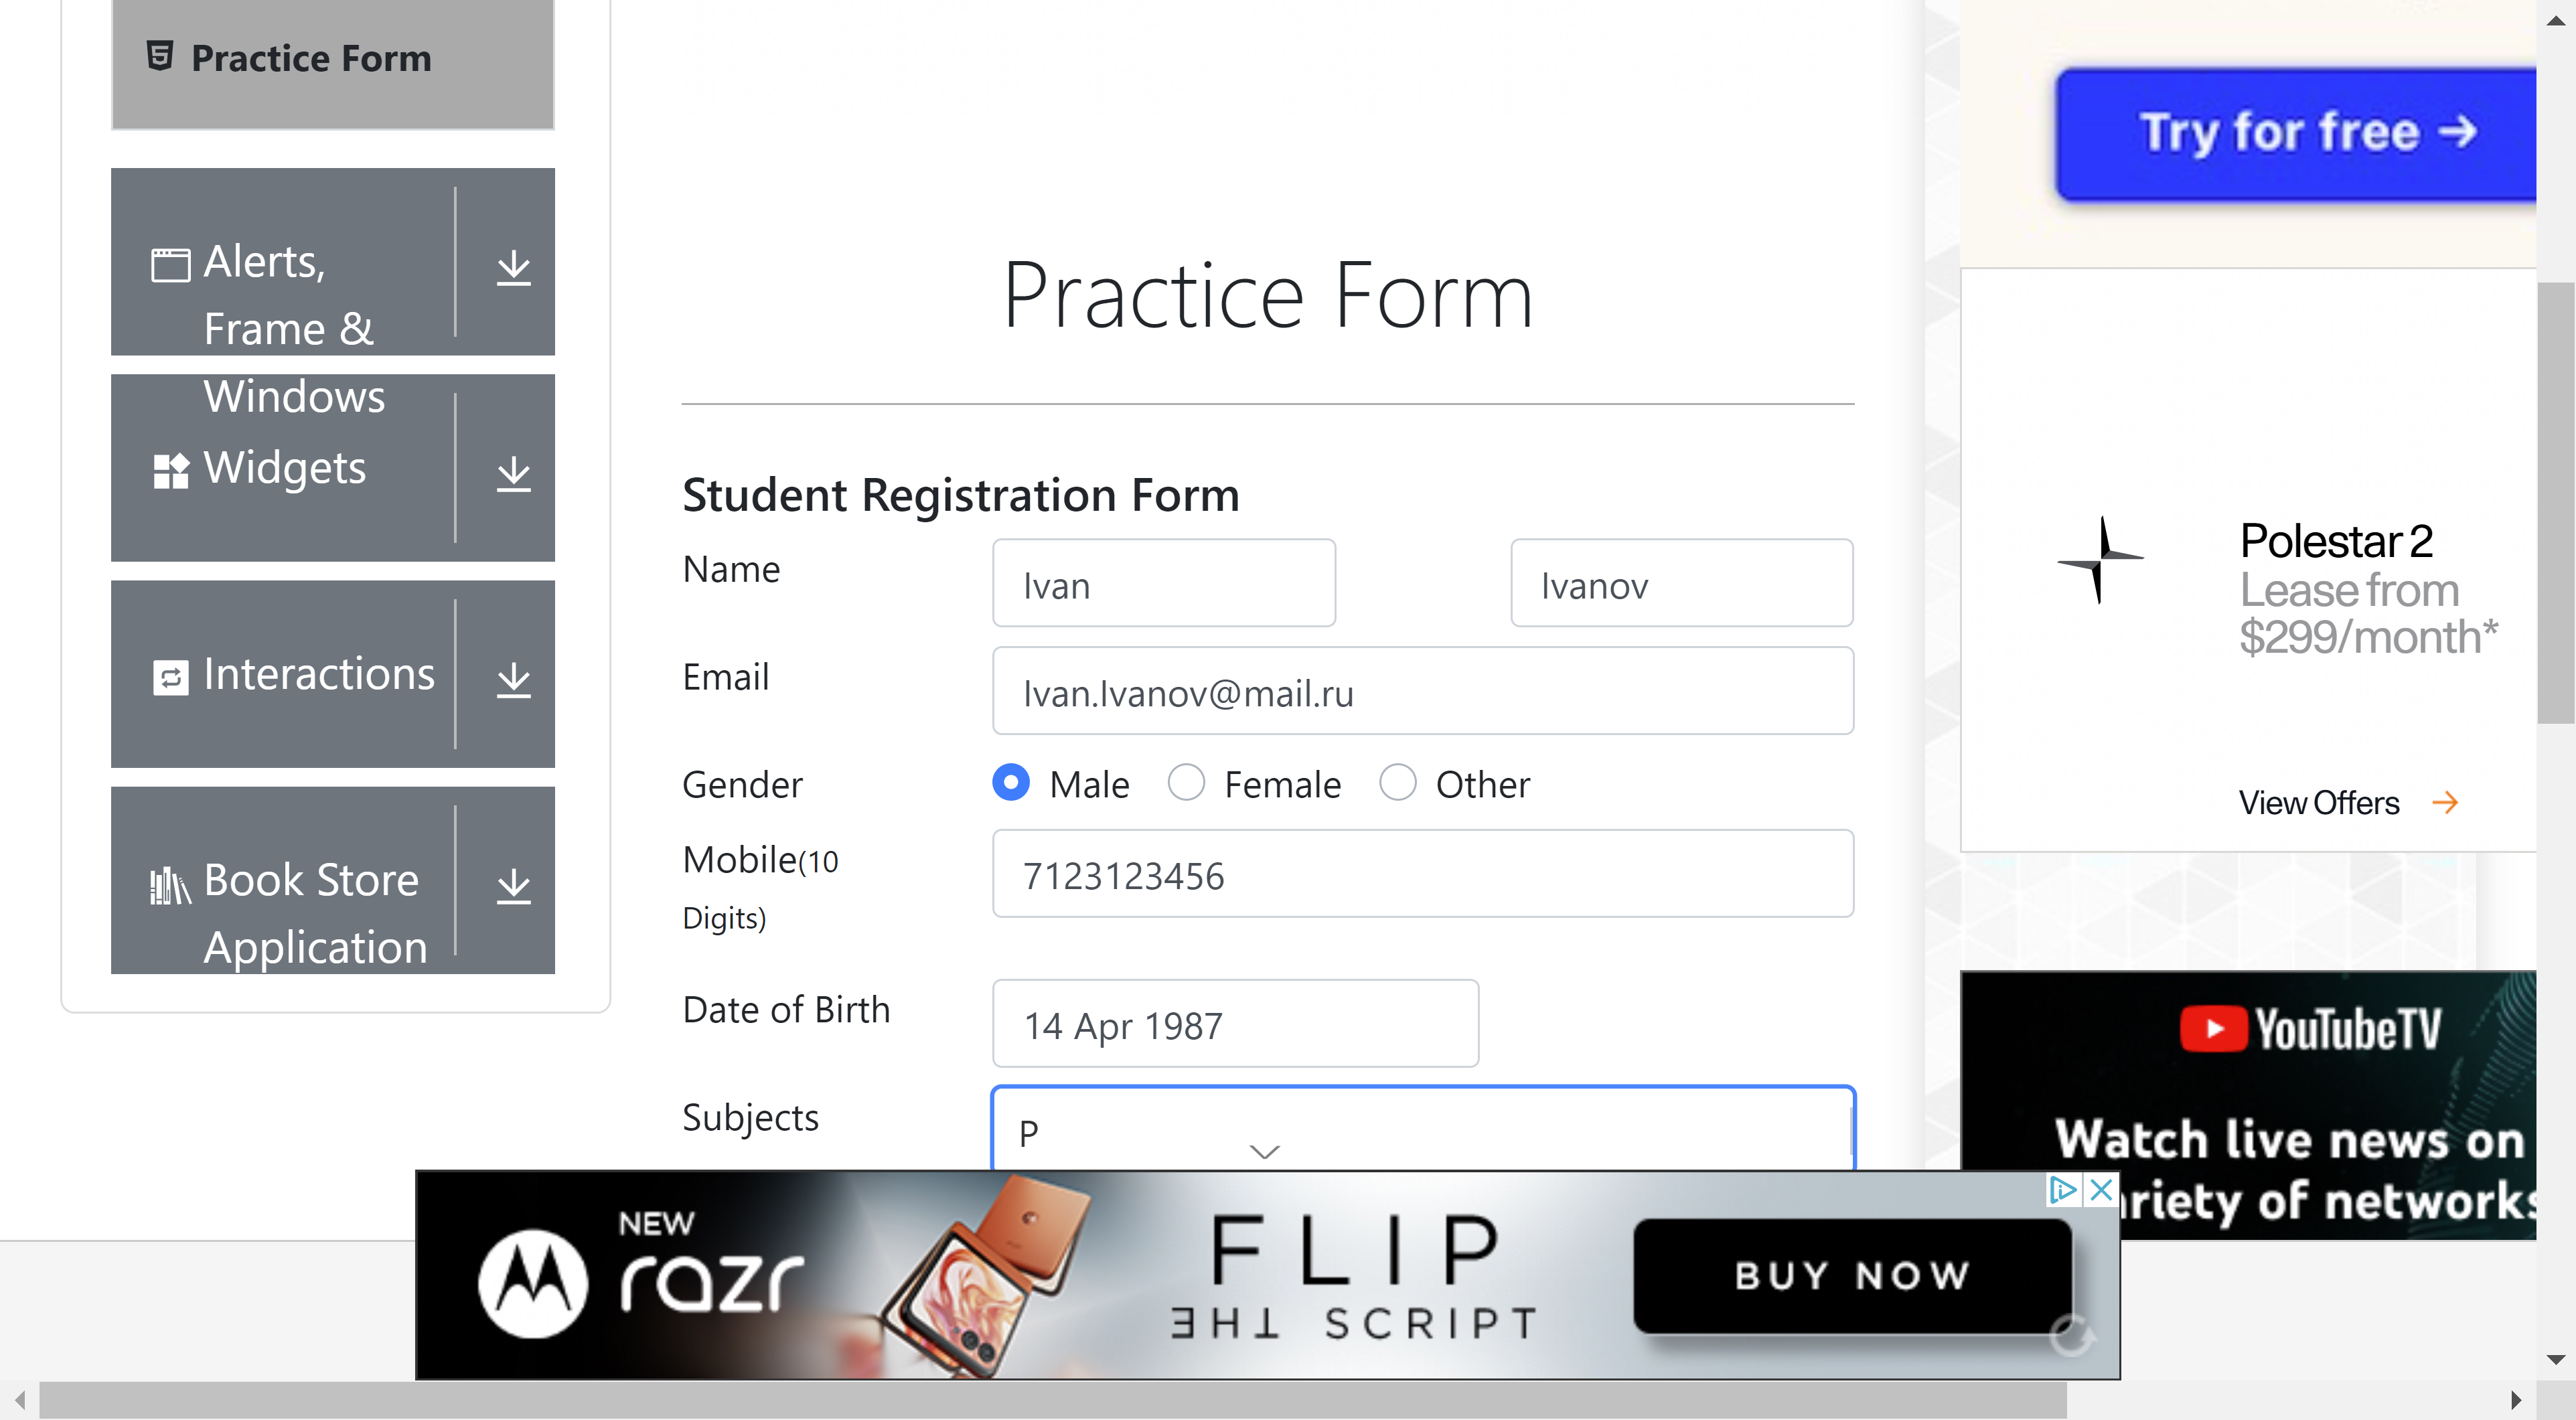 Practice Form
Alerts,
Frame &
Windows
Widgets
Interactions
Book Store
Application
Practice Form
Student Registration Form
Name
Ivan
Ivanov
Email
Ivan.Ivanov@mail.ru
Gender
Male
Female
Other
Mobile(10
Digits)
7123123456
Date of Birth
14 Apr 1987
Subjects
P
Try for free →
Polestar 2
Lease from
$299/month*
View Offers →
YouTubeTV
Watch live news on
riety of networks
NEW
razr
FLIP
THE SCRIPT
BUY NOW